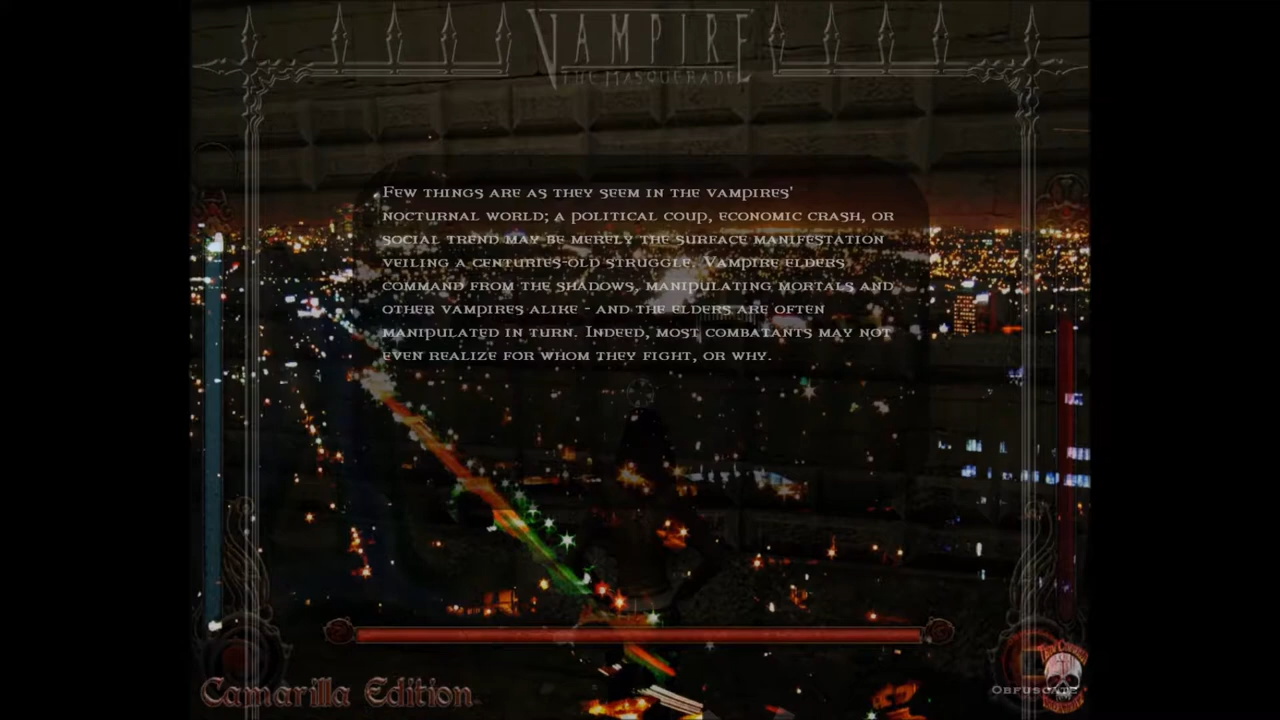 VAMPIRE
THE MASQUERADE
Few things are as they seem in the vampires'
nocturnal world; a political coup, economic crash, or
social trend may be merely the surface manifestation
veiling a centuries-old struggle. Vampire elders
command from the shadows, manipulating mortals and
other vampires alike - and the elders are often
manipulated in turn. Indeed, most combatants may not
even realize for whom they fight, or why.
Camarilla Edition
Obfuscate